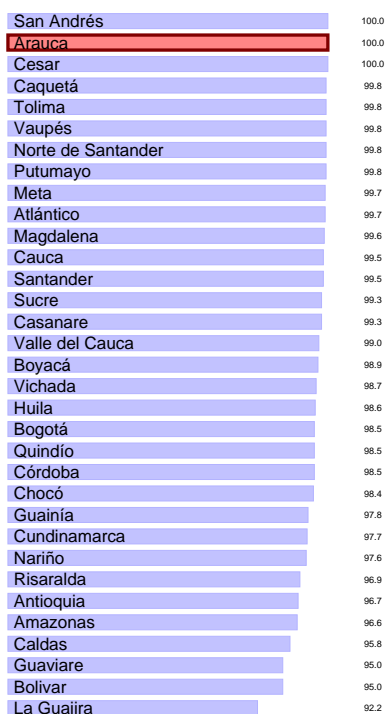 San Andrés 100.0
Arauca 100.0
Cesar 100.0
Caquetá 99.8
Tolima 99.8
Vaupés 99.8
Norte de Santander 99.8
Putumayo 99.8
Meta 99.7
Atlántico 99.7
Magdalena 99.6
Cauca 99.5
Santander 99.5
Sucre 99.3
Casanare 99.3
Valle del Cauca 99.0
Boyacá 98.9
Vichada 98.7
Huila 98.6
Bogotá 98.5
Quindío 98.5
Córdoba 98.5
Chocó 98.4
Guainía 97.8
Cundinamarca 97.7
Nariño 97.6
Risaralda 96.9
Antioquia 96.7
Amazonas 96.6
Caldas 95.8
Guaviare 95.0
Bolivar 95.0
La Guajira 92.2